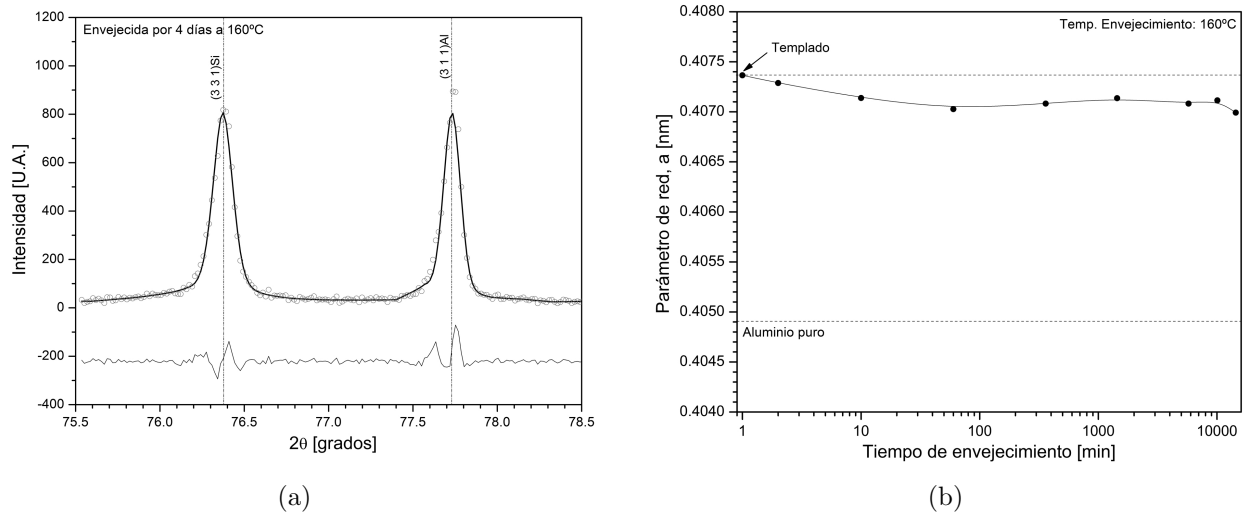 Envejecida por 4 días a 160ºC
(3 3 1)Si
(3 1 1)Al
1200
1000
800
600
400
200
0
-200
-400
75.5
76.0
76.5
77.0
77.5
78.0
78.5
Intensidad [U.A.]
2θ [grados]
(a)
Temp. Envejecimiento: 160ºC
Templado
Aluminio puro
0.4080
0.4075
0.4070
0.4065
0.4060
0.4055
0.4050
0.4045
0.4040
1
10
100
1000
10000
Parámetro de red, a [nm]
Tiempo de envejecimiento [min]
(b)